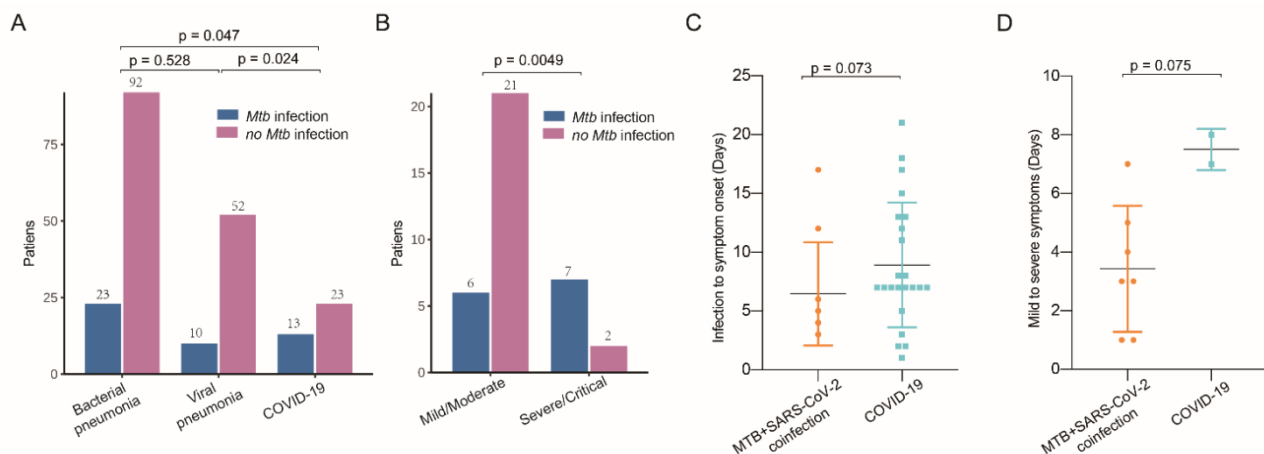 A
p = 0.047
p = 0.528
p = 0.024
92
Mtb infection
no Mtb infection
75
52
50
25
23
10
13
23
0
Patiens
Bacterial
pneumonia
Viral
pneumonia
COVID-19
B
p = 0.0049
21
20
Mtb infection
no Mtb infection
15
10
6
7
5
2
0
Patiens
Mild/Moderate
Severe/Critical
C
p = 0.073
25
20
15
10
5
0
Infection to symptom onset (Days)
MTB+SARS-CoV-2
coinfection
COVID-19
D
p = 0.075
10
8
6
4
2
0
Mild to severe symptoms (Days)
MTB+SARS-CoV-2
coinfection
COVID-19